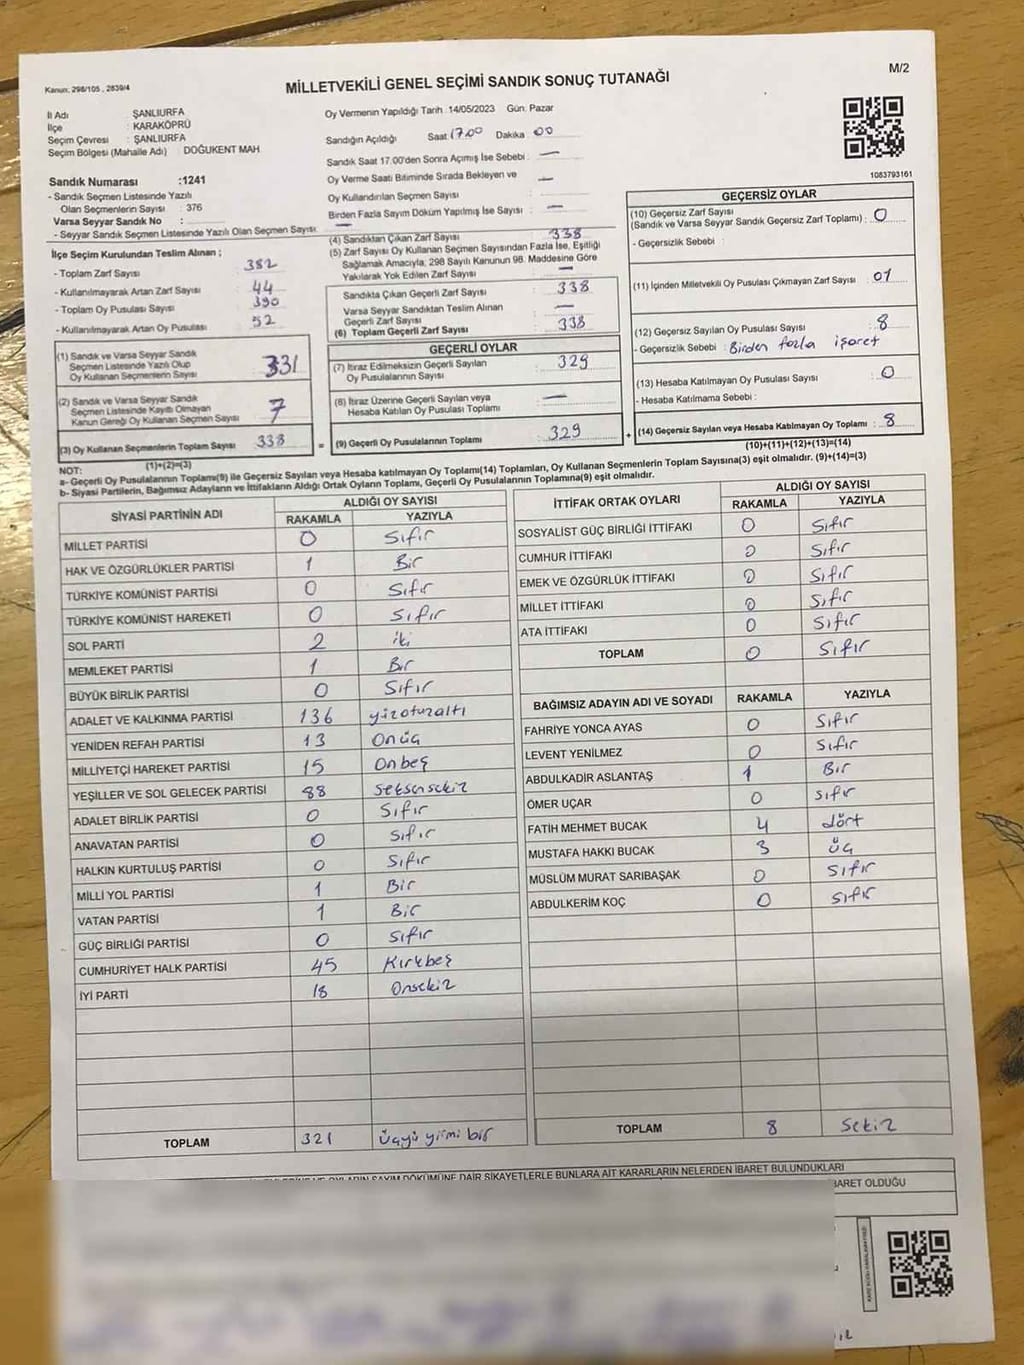 M/2
Kanun: 298/105 , 2839/4
MİLLETVEKİLİ GENEL SEÇİMİ SANDIK SONUÇ TUTANAĞI
İl Adı ŞANLIURFA
İlçe KARAKÖPRÜ
Seçim Çevresi : ŞANLIURFA
Seçim Bölgesi (Mahalle Adı) : DOĞUKENT MAH.
Sandık Numarası :1241
- Sandık Seçmen Listesinde Yazılı
Olan Seçmenlerin Sayısı : 376
Varsa Seyyar Sandık No :
- Seyyar Sandık Seçmen Listesinde Yazılı Olan Seçmen Sayısı: —
Oy Vermenin Yapıldığı Tarih :14/05/2023 Gün: Pazar
Sandığın Açıldığı Saat 17.00 Dakika : 00
Sandık Saat 17.00'den Sonra Açılmış İse Sebebi : —
Oy Verme Saati Bitiminde Sırada Bekleyen ve —
Oy Kullandırılan Seçmen Sayısı —
Birden Fazla Sayım Döküm Yapılmış İse Sayısı : —
1083793161
İlçe Seçim Kurulundan Teslim Alınan ;
- Toplam Zarf Sayısı 382
- Kullanılmayarak Artan Zarf Sayısı 44
- Toplam Oy Pusulası Sayısı 390
- Kullanılmayarak Artan Oy Pusulası 52
(1) Sandık ve Varsa Seyyar Sandık
Seçmen Listesinde Yazılı Olup
Oy Kullanan Seçmenlerin Sayısı 331
(2) Sandık ve Varsa Seyyar Sandık
Seçmen Listesinde Kayıtlı Olmayan
Kanun Gereği Oy Kullanan Seçmen Sayısı 7
(3) Oy Kullanan Seçmenlerin Toplam Sayısı 338
(1)+(2)=(3)
(4) Sandıktan Çıkan Zarf Sayısı 338
(5) Zarf Sayısı Oy Kullanan Seçmen Sayısından Fazla İse, Eşitliği
Sağlamak Amacıyla, 298 Sayılı Kanunun 98. Maddesine Göre
Yakılarak Yok Edilen Zarf Sayısı —
Sandıkta Çıkan Geçerli Zarf Sayısı : 338
Varsa Seyyar Sandıktan Teslim Alınan
Geçerli Zarf Sayısı : —
(6) Toplam Geçerli Zarf Sayısı : 338
GEÇERLİ OYLAR
(7) İtiraz Edilmeksizin Geçerli Sayılan
Oy Pusulalarının Sayısı : 329
(8) İtiraz Üzerine Geçerli Sayılan veya
Hesaba Katılan Oy Pusulası Toplamı : —
= (9) Geçerli Oy Pusulalarının Toplamı : 329 +
GEÇERSİZ OYLAR
(10) Geçersiz Zarf Sayısı
(Sandık ve Varsa Seyyar Sandık Geçersiz Zarf Toplamı) : 0
- Geçersizlik Sebebi :
(11) İçinden Milletvekili Oy Pusulası Çıkmayan Zarf Sayısı : 01
(12) Geçersiz Sayılan Oy Pusulası Sayısı : 8
- Geçersizlik Sebebi : Birden fazla işaret
(13) Hesaba Katılmayan Oy Pusulası Sayısı : 0
- Hesaba Katılmama Sebebi :
(14) Geçersiz Sayılan veya Hesaba Katılmayan Oy Toplamı : 8
(10)+(11)+(12)+(13)=(14)
NOT:
a- Geçerli Oy Pusulalarının Toplamı(9) ile Geçersiz Sayılan veya Hesaba katılmayan Oy Toplamı(14) Toplamları, Oy Kullanan Seçmenlerin Toplam Sayısına(3) eşit olmalıdır. (9)+(14)=(3)
b- Siyasi Partilerin, Bağımsız Adayların ve İttifakların Aldığı Ortak Oyların Toplamı, Geçerli Oy Pusulalarının Toplamına(9) eşit olmalıdır.
SİYASİ PARTİNİN ADI ALDIĞI OY SAYISI
RAKAMLA YAZIYLA
MİLLET PARTİSİ 0 Sıfır
HAK VE ÖZGÜRLÜKLER PARTİSİ 1 Bir
TÜRKİYE KOMÜNİST PARTİSİ 0 Sıfır
TÜRKİYE KOMÜNİST HAREKETİ 0 Sıfır
SOL PARTİ 2 iki
MEMLEKET PARTİSİ 1 Bir
BÜYÜK BİRLİK PARTİSİ 0 Sıfır
ADALET VE KALKINMA PARTİSİ 136 yüzotuzaltı
YENİDEN REFAH PARTİSİ 13 Onüç
MİLLİYETÇİ HAREKET PARTİSİ 15 Onbeş
YEŞİLLER VE SOL GELECEK PARTİSİ 88 Seksensekiz
ADALET BİRLİK PARTİSİ 0 Sıfır
ANAVATAN PARTİSİ 0 Sıfır
HALKIN KURTULUŞ PARTİSİ 0 Sıfır
MİLLİ YOL PARTİSİ 1 Bir
VATAN PARTİSİ 1 Bir
GÜÇ BİRLİĞİ PARTİSİ 0 Sıfır
CUMHURİYET HALK PARTİSİ 45 Kırkbeş
İYİ PARTİ 18 Onsekiz
TOPLAM 321 üçyüzyirmi bir
İTTİFAK ORTAK OYLARI ALDIĞI OY SAYISI
RAKAMLA YAZIYLA
SOSYALİST GÜÇ BİRLİĞİ İTTİFAKI 0 Sıfır
CUMHUR İTTİFAKI 0 Sıfır
EMEK VE ÖZGÜRLÜK İTTİFAKI 0 Sıfır
MİLLET İTTİFAKI 0 Sıfır
ATA İTTİFAKI 0 Sıfır
TOPLAM 0 Sıfır
BAĞIMSIZ ADAYIN ADI VE SOYADI RAKAMLA YAZIYLA
FAHRİYE YONCA AYAS 0 Sıfır
LEVENT YENİLMEZ 0 Sıfır
ABDULKADİR ASLANTAŞ 1 Bir
ÖMER UÇAR 0 Sıfır
FATİH MEHMET BUCAK 4 dört
MUSTAFA HAKKI BUCAK 3 üç
MÜSLÜM MURAT SARIBAŞAK 0 Sıfır
ABDULKERİM KOÇ 0 Sıfır
TOPLAM 8 Sekiz
SAYIM DÖKÜMÜNE DAİR ŞİKAYETLERLE BUNLARA AİT KARARLARIN NELERDEN İBARET BULUNDUKLARI
İBARET OLDUĞU